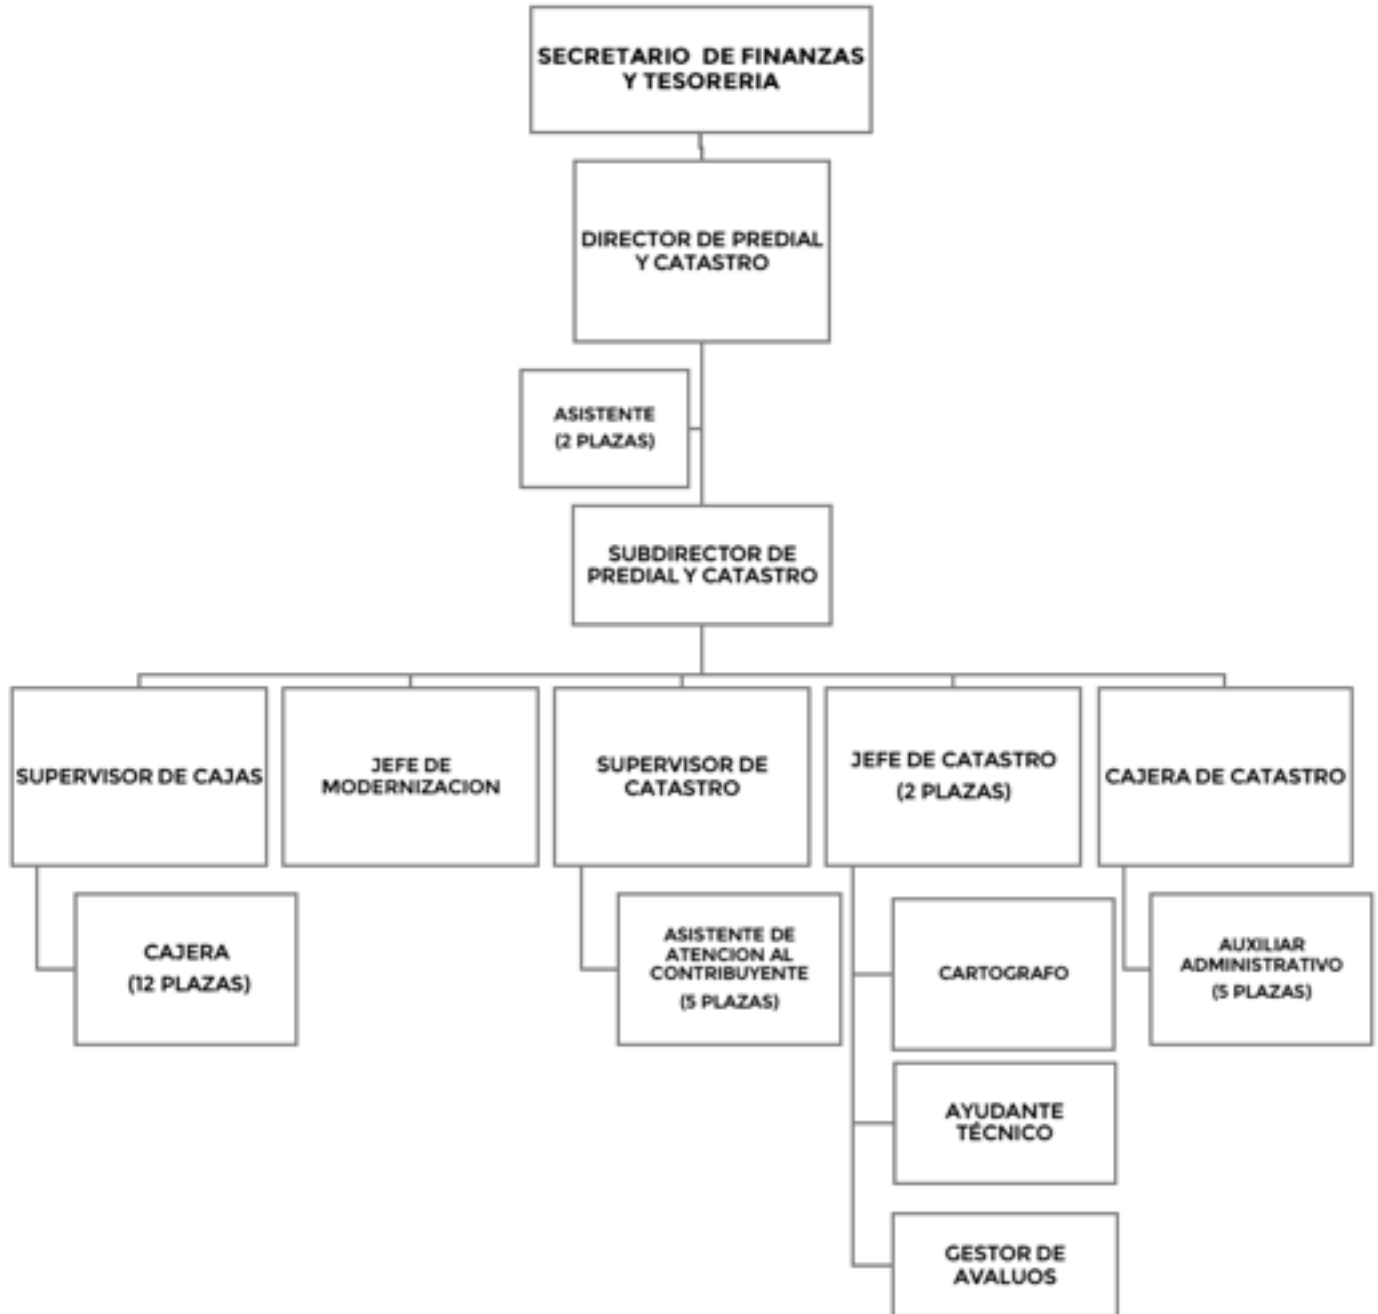 SECRETARIO DE FINANZAS
Y TESORERIA
DIRECTOR DE PREDIAL
Y CATASTRO
ASISTENTE
(2 PLAZAS)
SUBDIRECTOR DE
PREDIAL Y CATASTRO
SUPERVISOR DE CAJAS
JEFE DE
MODERNIZACION
SUPERVISOR DE
CATASTRO
JEFE DE CATASTRO
(2 PLAZAS)
CAJERA DE CATASTRO
CAJERA
(12 PLAZAS)
ASISTENTE DE
ATENCION AL
CONTRIBUYENTE
(5 PLAZAS)
CARTOGRAFO
AUXILIAR
ADMINISTRATIVO
(5 PLAZAS)
AYUDANTE
TÉCNICO
GESTOR DE
AVALUOS